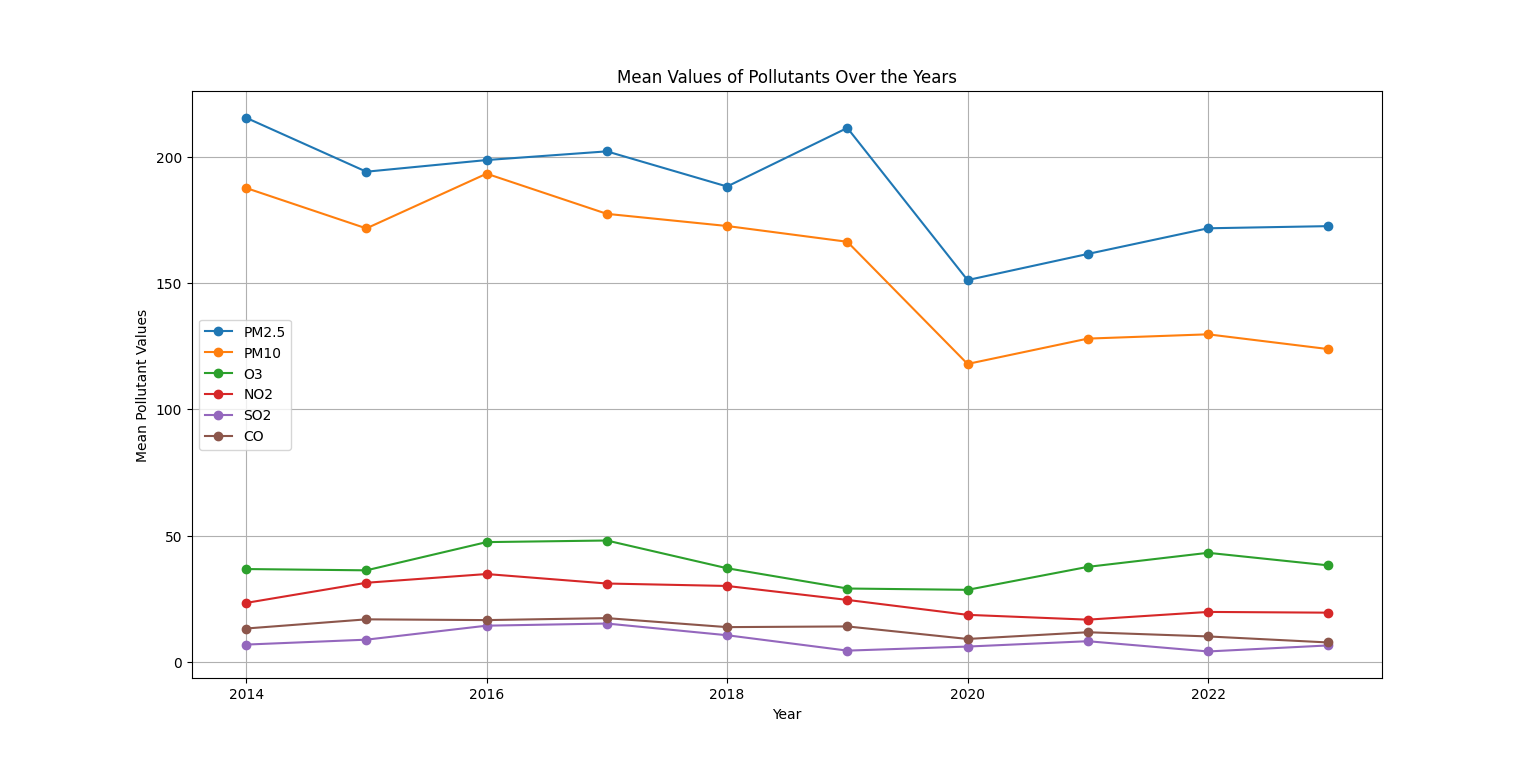 Mean Values of Pollutants Over the Years
Mean Pollutant Values
200
150
100
50
0
PM2.5
PM10
O3
NO2
SO2
CO
2014
2016
2018
2020
2022
Year